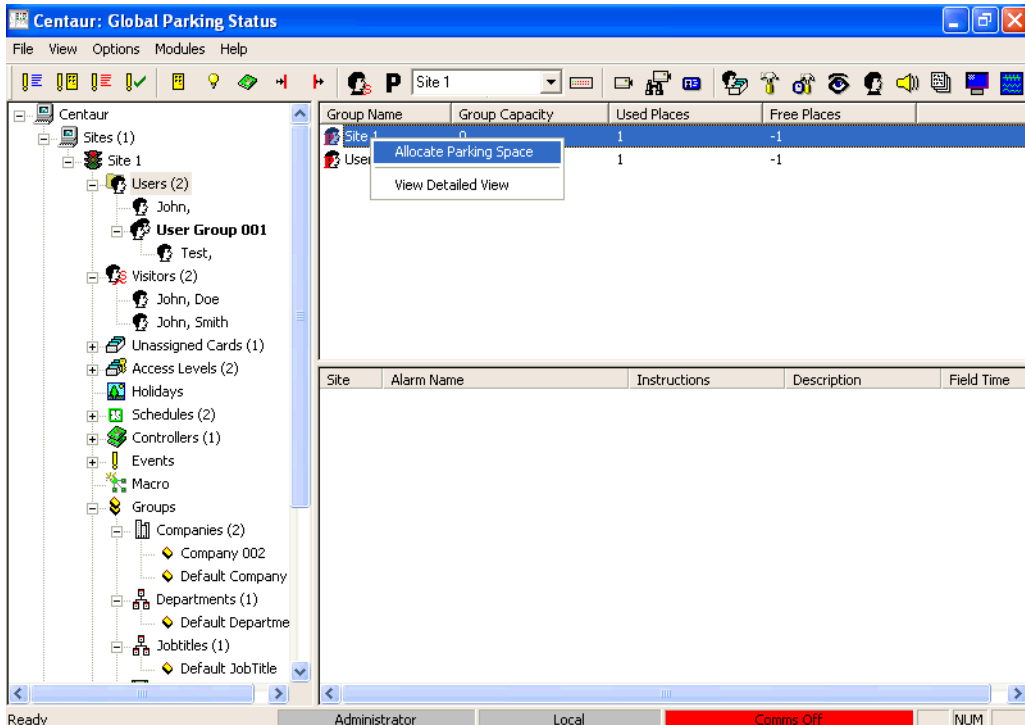 Centaur: Global Parking Status
File View Options Modules Help
P Site 1
Centaur
Sites (1)
Site 1
Users (2)
John,
User Group 001
Test,
Visitors (2)
John, Doe
John, Smith
Unassigned Cards (1)
Access Levels (2)
Holidays
Schedules (2)
Controllers (1)
Events
Macro
Groups
Companies (2)
Company 002
Default Company
Departments (1)
Default Departme
Jobtitles (1)
Default JobTitle
Group Name Group Capacity Used Places Free Places
Site 1 0 1 -1
User 1 -1
Allocate Parking Space
View Detailed View
Site Alarm Name Instructions Description Field Time
Ready Administrator Local Comms Off NUM